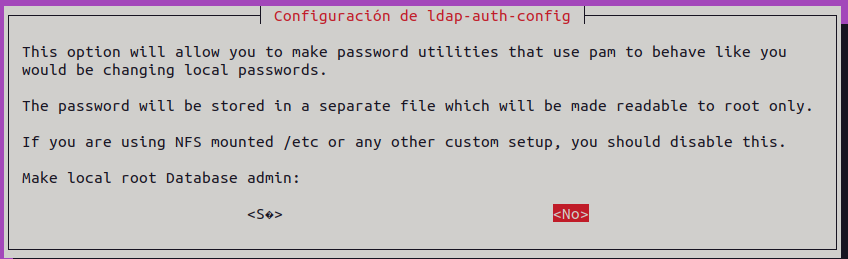 Configuración de ldap-auth-config
This option will allow you to make password utilities that use pam to behave like you
would be changing local passwords.
The password will be stored in a separate file which will be made readable to root only.
If you are using NFS mounted /etc or any other custom setup, you should disable this.
Make local root Database admin:
<S�> <No>